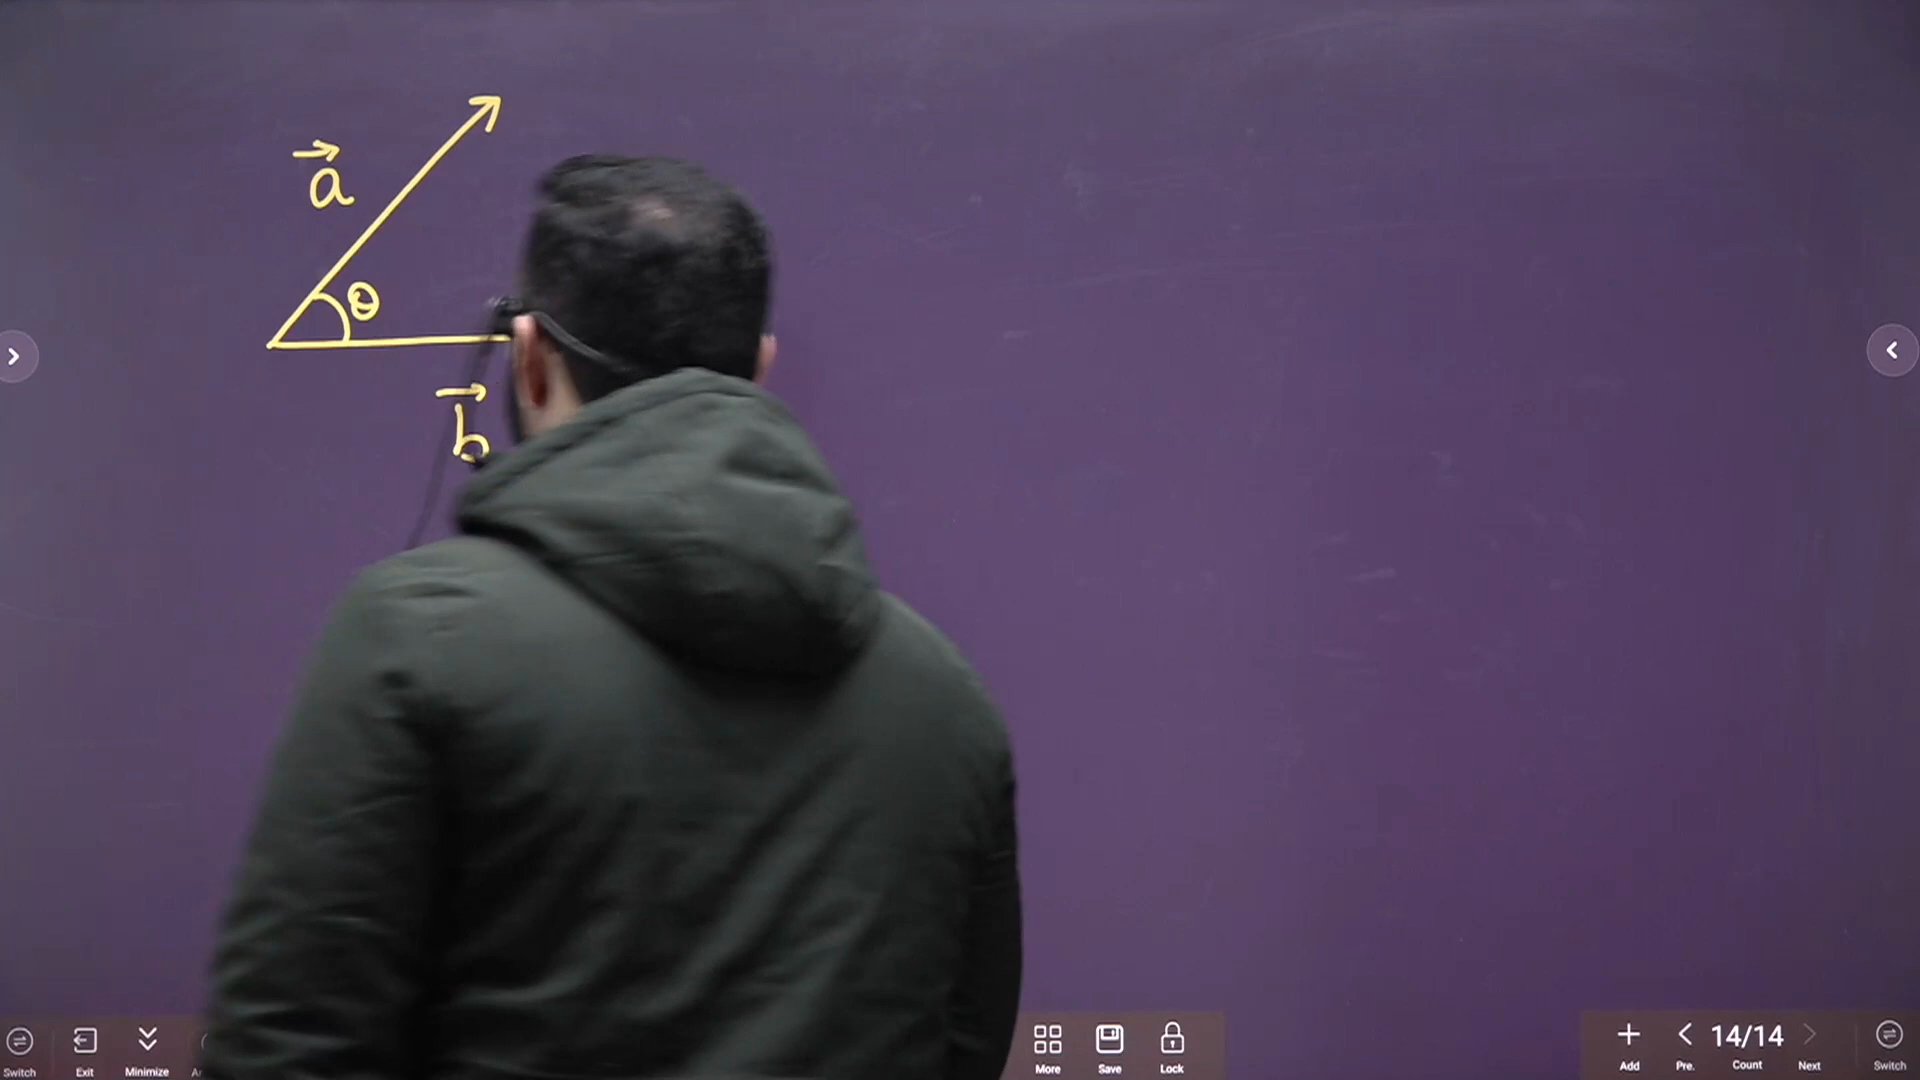 a
θ
b
14/14
Switch Exit Minimize More Save Lock Add Pre. Count Next Switch